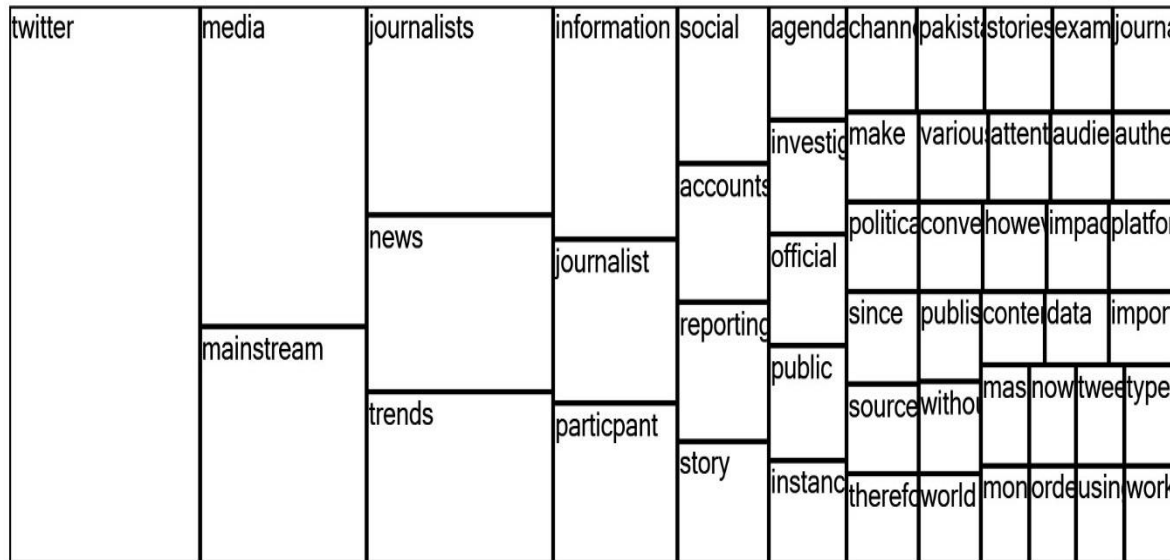 twitter
media
mainstream
journalists
news
trends
information
journalist
particpant
social
accounts
reporting
story
agenda
investig
official
public
instanc
chann
pakist
stories
exam
journa
make
variou
attent
audie
authe
politica
conve
howev
impac
platfo
since
publis
conte
data
impor
source
withou
mas
now
twee
type
therefo
world
mon
orde
usin
work